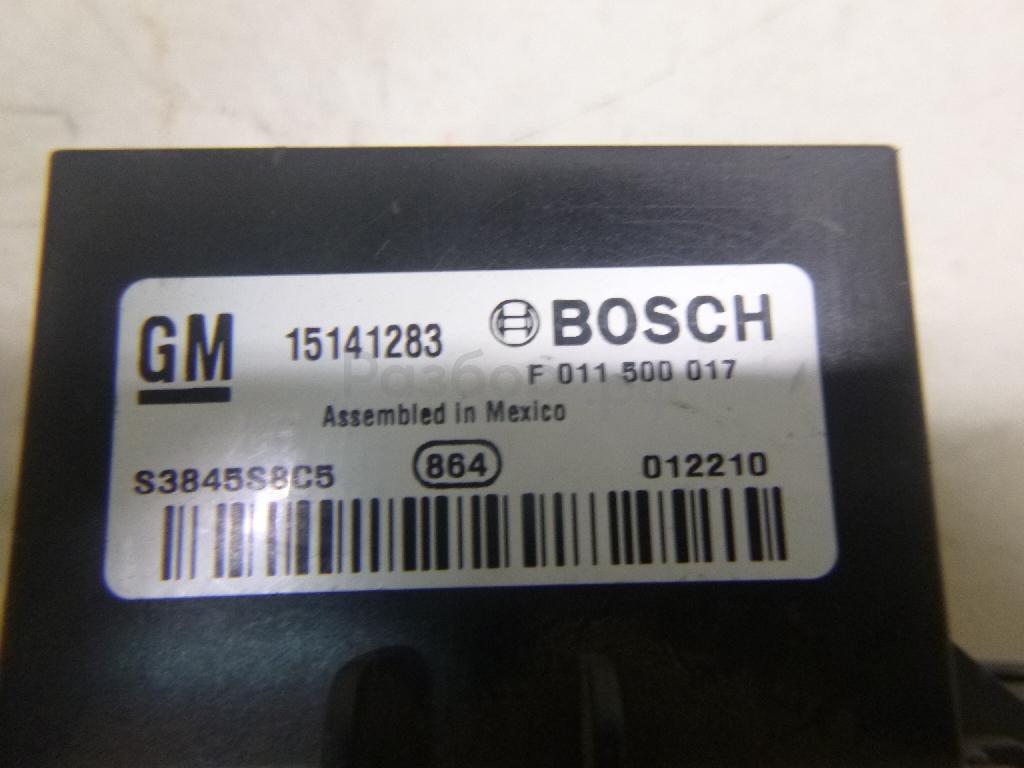 GM 15141283 BOSCH
F 011 500 017
Assembled in Mexico
S3845S8C5 864 012210